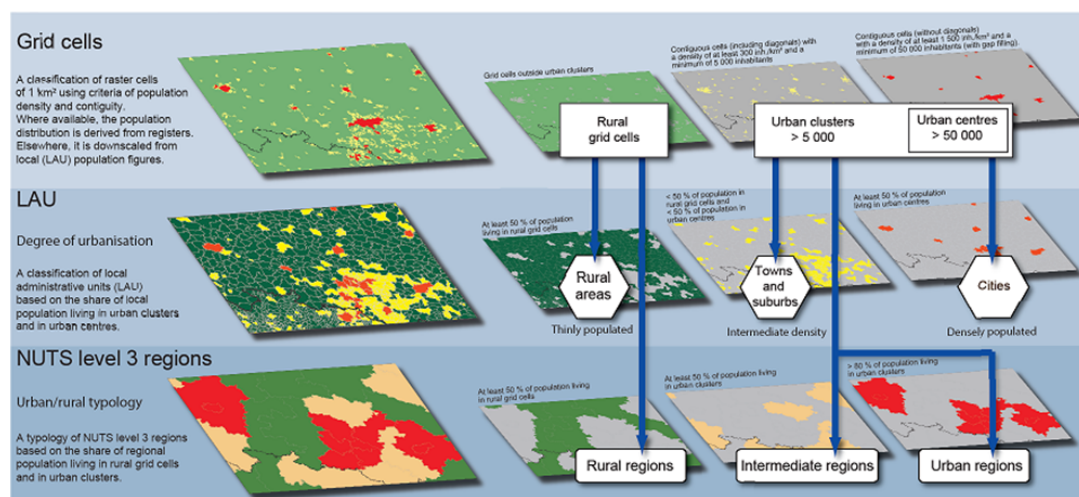 Grid cells
A classification of raster cells
of 1 km² using criteria of population
density and contiguity.
Where available, the population
distribution is derived from registers.
Elsewhere, it is downscaled from
local (LAU) population figures.
Grid cells outside urban clusters
Contiguous cells (including diagonals) with
a density of at least 300 inh./km² and a
minimum of 5 000 inhabitants
Contiguous cells (without diagonals)
with a density of at least 1 500 inh./km² and a
minimum of 50 000 inhabitants (with gap filling).
Rural
grid cells
Urban clusters
> 5 000
Urban centres
> 50 000
LAU
Degree of urbanisation
A classification of local
administrative units (LAU)
based on the share of local
population living in urban clusters
and in urban centres.
At least 50 % of population
living in rural grid cells
< 50 % of population in
rural grid cells and
< 50 % of population in
urban centres
At least 50 % of population
living in urban centres
Rural
areas
Towns
and
suburbs
Cities
Thinly populated
Intermediate density
Densely populated
NUTS level 3 regions
Urban/rural typology
A typology of NUTS level 3 regions
based on the share of regional
population living in rural grid cells
and in urban clusters.
At least 50 % of population living
in rural grid cells
At least 50 % of population living
in urban clusters
> 80 % of population living
in urban clusters
Rural regions
Intermediate regions
Urban regions